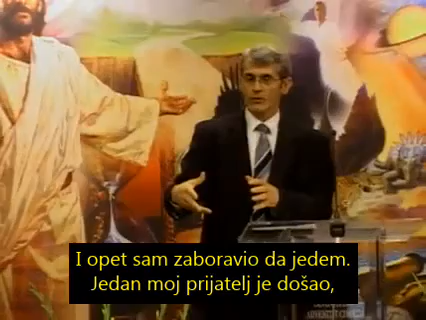 I opet sam zaboravio da jedem.
Jedan moj prijatelj je došao,